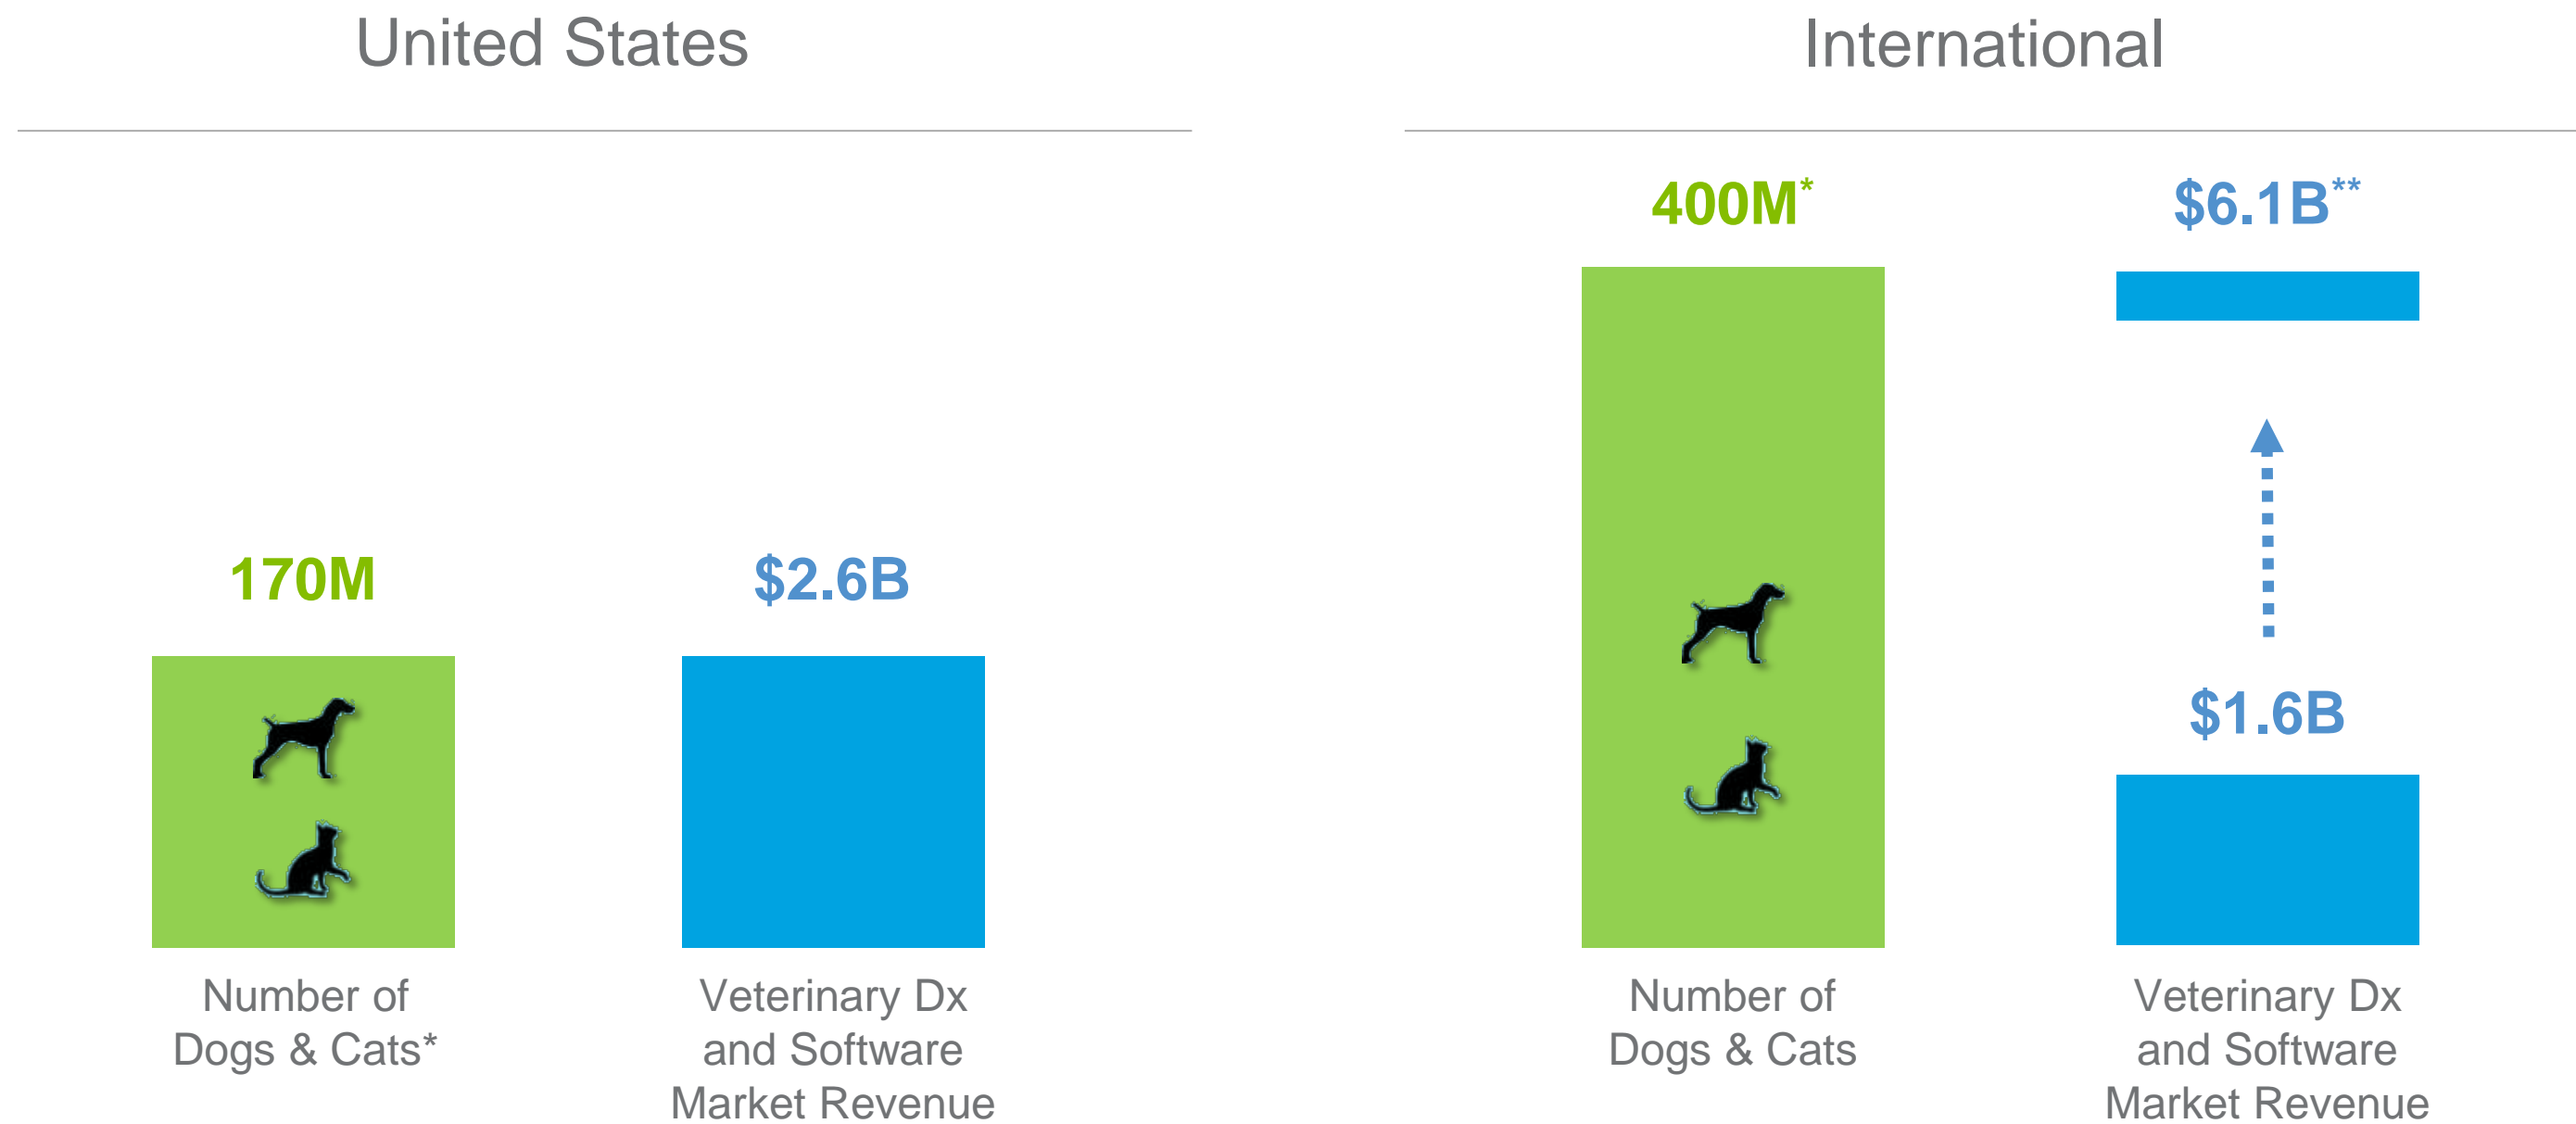 United States
170M
$2.6B
Number of
Dogs & Cats*
Veterinary Dx
and Software
Market Revenue
International
400M*
$6.1B**
$1.6B
Number of
Dogs & Cats
Veterinary Dx
and Software
Market Revenue